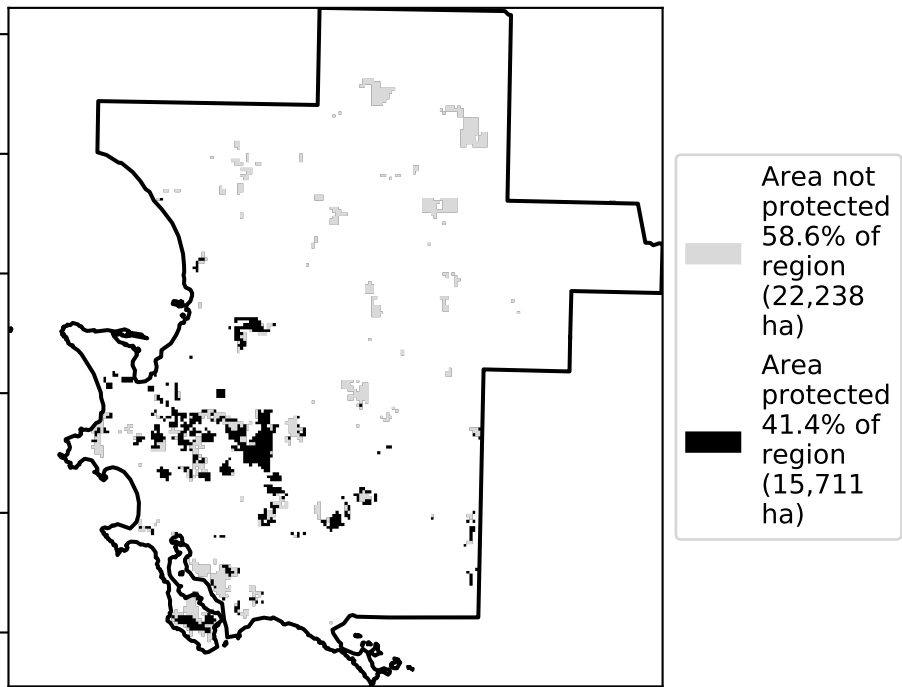 Area not
protected
58.6% of
region
(22,238
ha)
Area
protected
41.4% of
region
(15,711
ha)